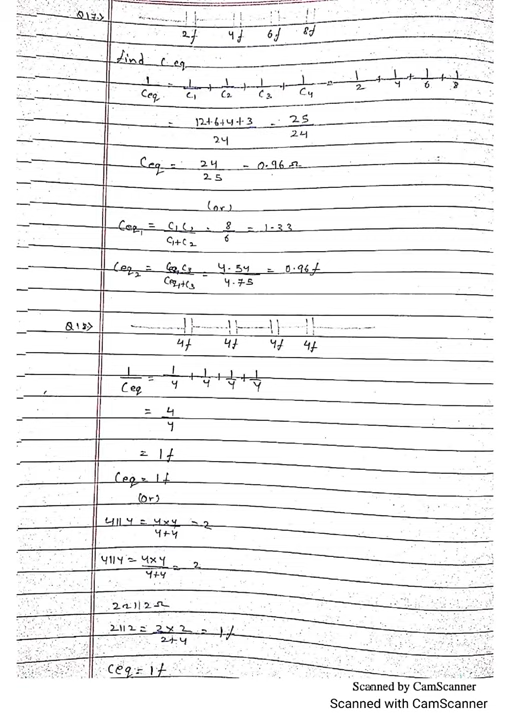 Q17>
2f 4f 6f 8f
find Ceq
1/Ceq = 1/C1 + 1/C2 + 1/C3 + 1/C4 = 1/2 + 1/4 + 1/6 + 1/8
= 12+6+4+3/24 = 25/24
Ceq = 24/25 = 0.96 Ω
(or)
Ceq1 = C1C2/C1+C2 = 8/6 = 1.33
Ceq2 = Ceq1C3/Ceq1+C3 = 4.54/4.75 = 0.96f
Q18>
4f 4f 4f 4f
1/Ceq = 1/4 + 1/4 + 1/4 + 1/4
= 4/4
= 1f
Ceq = 1f
(or)
4||4 = 4×4/4+4 = 2
4||4 = 4×4/4+4 = 2
2Ω||2Ω
2||2 = 2×2/2+4 = 1f
Ceq = 1f
Scanned by CamScanner
Scanned with CamScanner